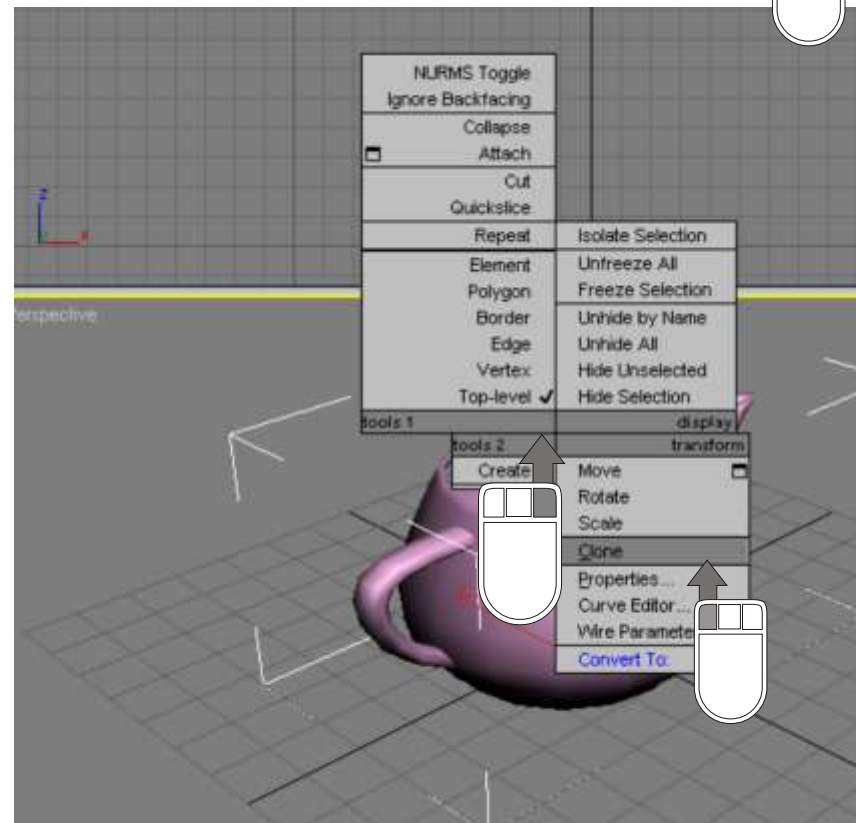 NURMS Toggle
Ignore Backfacing
Collapse
Attach
Cut
Quickslice
Repeat
Element
Polygon
Border
Edge
Vertex
Top-level
tools 1
Isolate Selection
Unfreeze All
Freeze Selection
Unhide by Name
Unhide All
Hide Unselected
Hide Selection
display
tools 2
Create
transform
Move
Rotate
Scale
Clone
Properties...
Curve Editor...
Wire Paramete
Convert To:
erspective
z
x